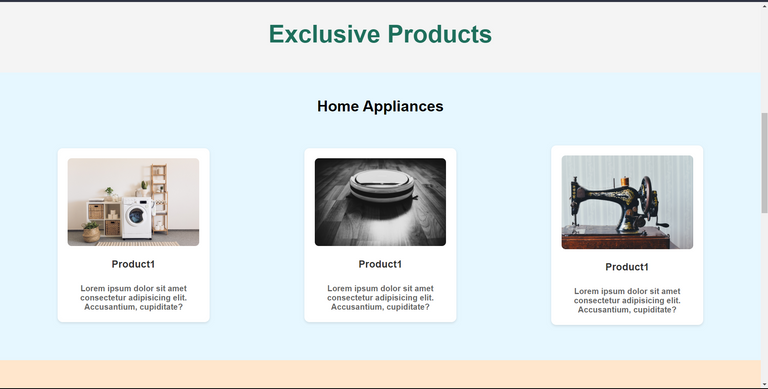 Exclusive Products
Home Appliances
Product1
Lorem ipsum dolor sit amet
consectetur adipisicing elit.
Accusantium, cupiditate?
Product1
Lorem ipsum dolor sit amet
consectetur adipisicing elit.
Accusantium, cupiditate?
Product1
Lorem ipsum dolor sit amet
consectetur adipisicing elit.
Accusantium, cupiditate?